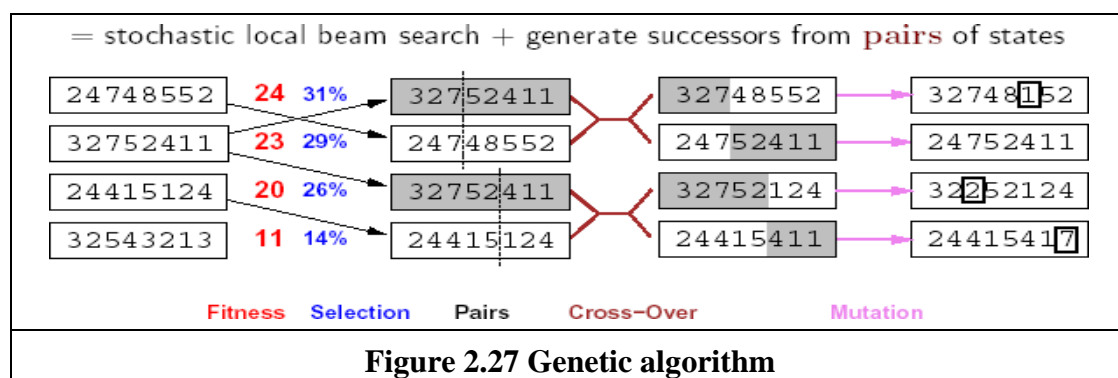 = stochastic local beam search + generate successors from pairs of states
24748552 24 31% 32752411 32748552 32748152
32752411 23 29% 24748552 24752411 24752411
24415124 20 26% 32752411 32752124 32252124
32543213 11 14% 24415124 24415411 24415417
Fitness Selection Pairs Cross-Over Mutation
Figure 2.27 Genetic algorithm